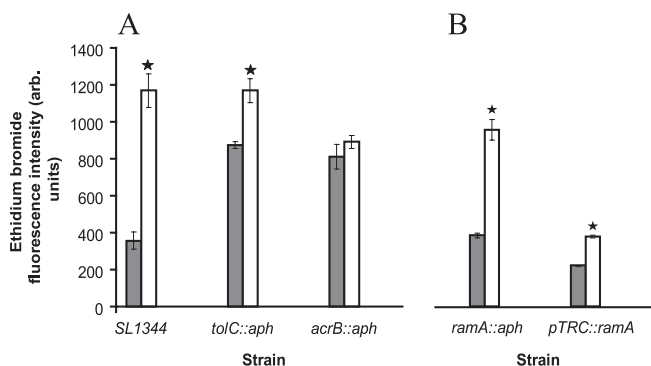 A
B
1400
1200
1000
800
600
400
200
0
Ethidium bromide
fluorescence intensity (arb.
units)
SL1344
tolC::aph
acrB::aph
ramA::aph
pTRC::ramA
Strain
Strain